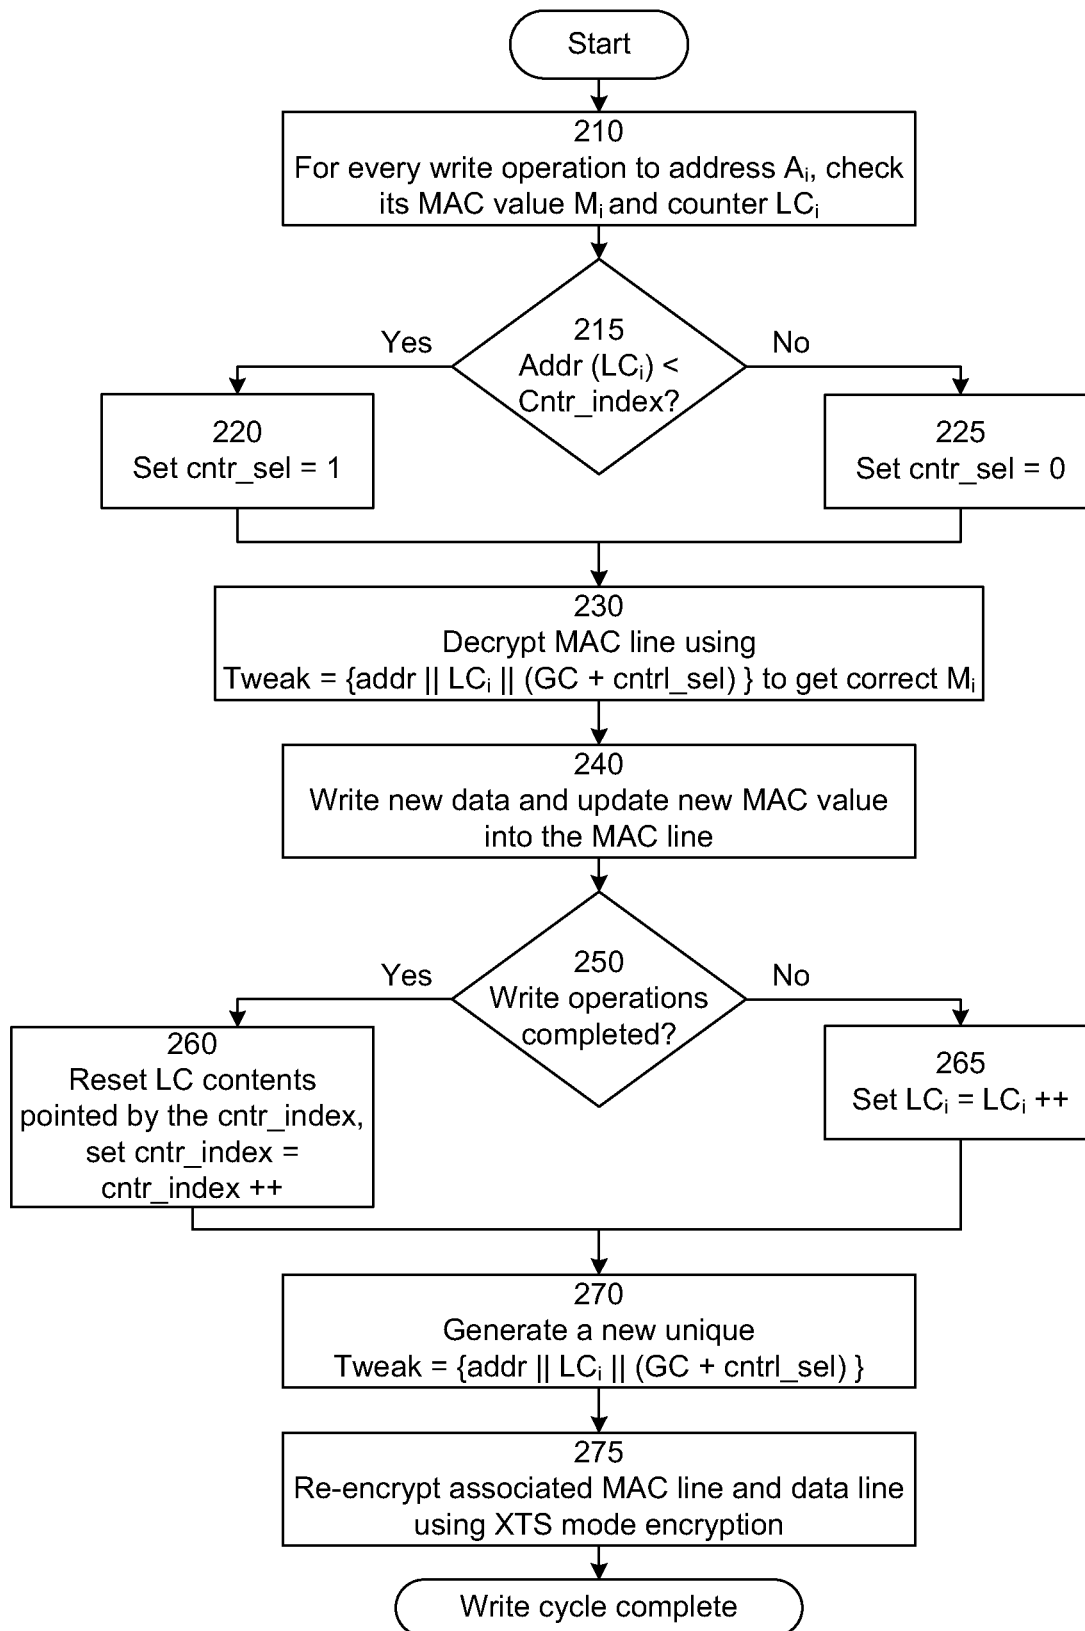 Start
210
For every write operation to address Aᵢ, check
its MAC value Mᵢ and counter LCᵢ
Yes
215
No
Addr (LCᵢ) <
Cntr_index?
220
Set cntr_sel = 1
225
Set cntr_sel = 0
230
Decrypt MAC line using
Tweak = {addr || LCᵢ || (GC + cntrl_sel) } to get correct Mᵢ
240
Write new data and update new MAC value
into the MAC line
Yes
250
No
Write operations
completed?
260
Reset LC contents
pointed by the cntr_index,
set cntr_index =
cntr_index ++
265
Set LCᵢ = LCᵢ ++
270
Generate a new unique
Tweak = {addr || LCᵢ || (GC + cntrl_sel) }
275
Re-encrypt associated MAC line and data line
using XTS mode encryption
Write cycle complete